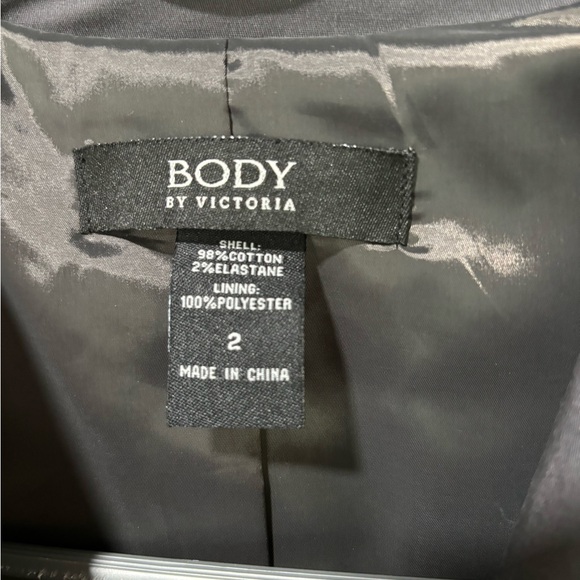 BODY
BY VICTORIA
SHELL:
98%COTTON
2%ELASTANE
LINING:
100%POLYESTER
2
MADE IN CHINA